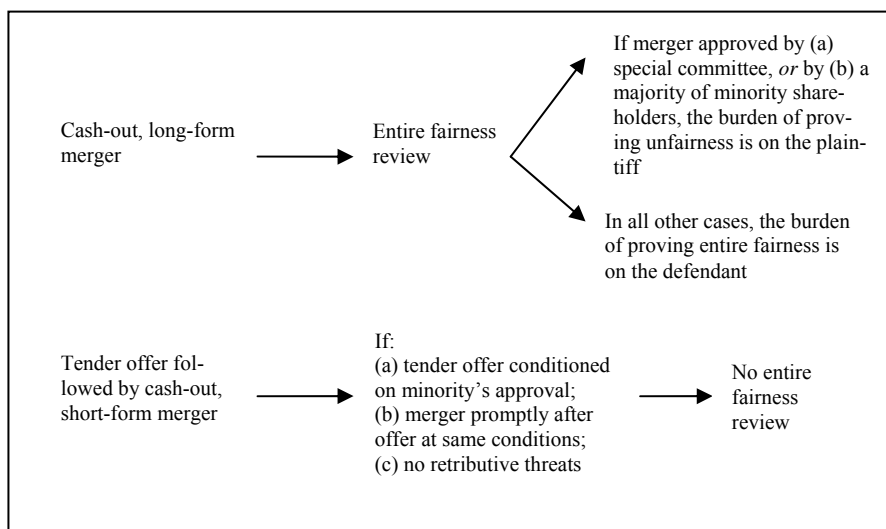 If merger approved by (a)
special committee, or by (b) a
majority of minority share-
holders, the burden of prov-
ing unfairness is on the plain-
tiff
Cash-out, long-form
merger
Entire fairness
review
In all other cases, the burden
of proving entire fairness is
on the defendant
Tender offer fol-
lowed by cash-out,
short-form merger
If:
(a) tender offer conditioned
on minority’s approval;
(b) merger promptly after
offer at same conditions;
(c) no retributive threats
No entire
fairness
review